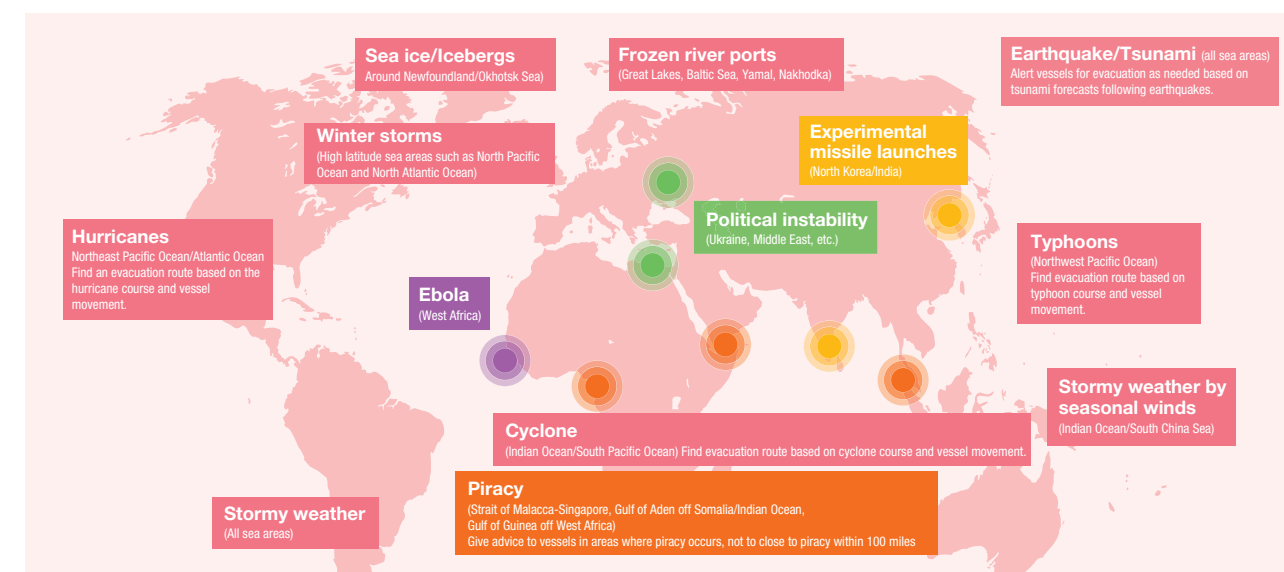 Sea ice/Icebergs
Around Newfoundland/Okhotsk Sea)
Frozen river ports
(Great Lakes, Baltic Sea, Yamal, Nakhodka)
Earthquake/Tsunami (all sea areas)
Alert vessels for evacuation as needed based on
tsunami forecasts following earthquakes.
Winter storms
(High latitude sea areas such as North Pacific
Ocean and North Atlantic Ocean)
Experimental
missile launches
(North Korea/India)
Political instability
(Ukraine, Middle East, etc.)
Hurricanes
Northeast Pacific Ocean/Atlantic Ocean
Find an evacuation route based on the
hurricane course and vessel
movement.
Typhoons
(Northwest Pacific Ocean)
Find evacuation route based on
typhoon course and vessel
movement.
Ebola
(West Africa)
Stormy weather by
seasonal winds
(Indian Ocean/South China Sea)
Cyclone
(Indian Ocean/South Pacific Ocean) Find evacuation route based on cyclone course and vessel movement.
Piracy
(Strait of Malacca-Singapore, Gulf of Aden off Somalia/Indian Ocean,
Gulf of Guinea off West Africa)
Give advice to vessels in areas where piracy occurs, not to close to piracy within 100 miles
Stormy weather
(All sea areas)